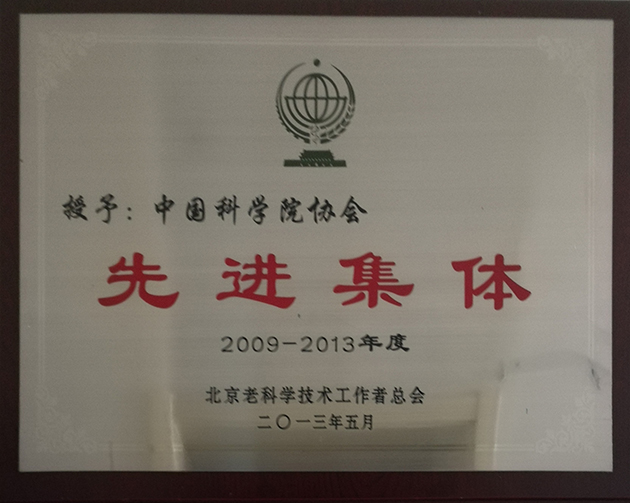 授予：中国科学院协会
先进集体
2009-2013年度
北京老科学技术工作者总会
二〇一三年五月